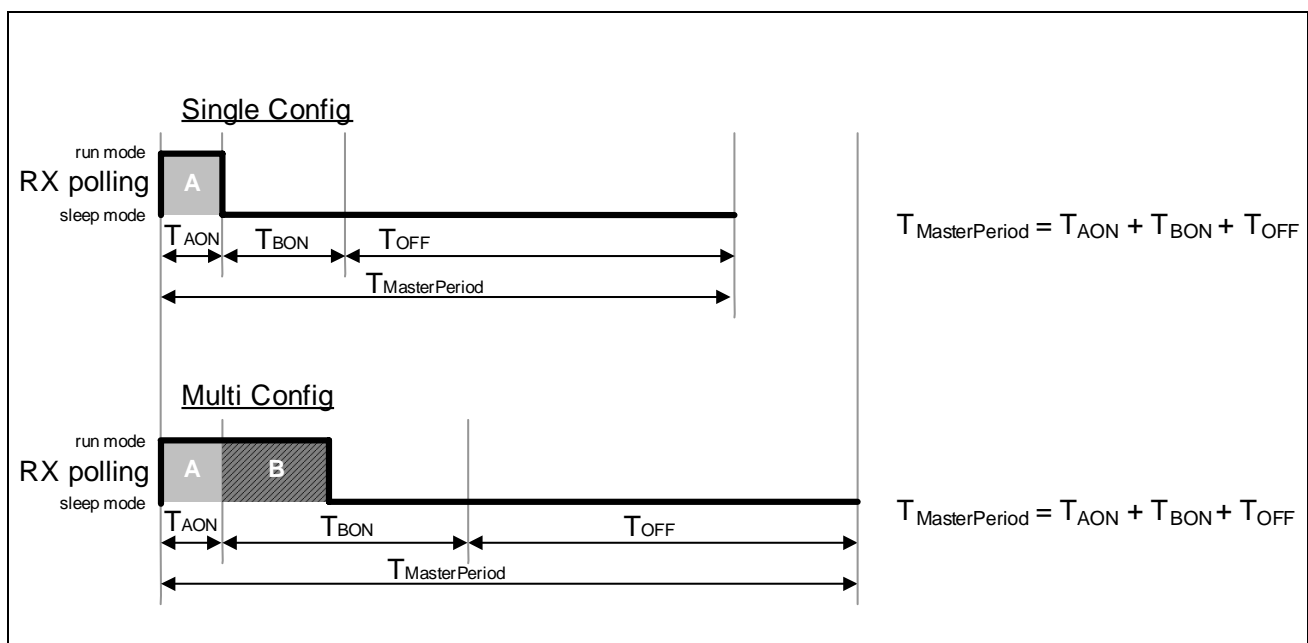 Single Config
run mode
RX polling
A
sleep mode
TAON
TBON
TOFF
TMasterPeriod
TMasterPeriod = TAON + TBON + TOFF
Multi Config
run mode
RX polling
A
B
sleep mode
TAON
TBON
TOFF
TMasterPeriod
TMasterPeriod = TAON + TBON + TOFF